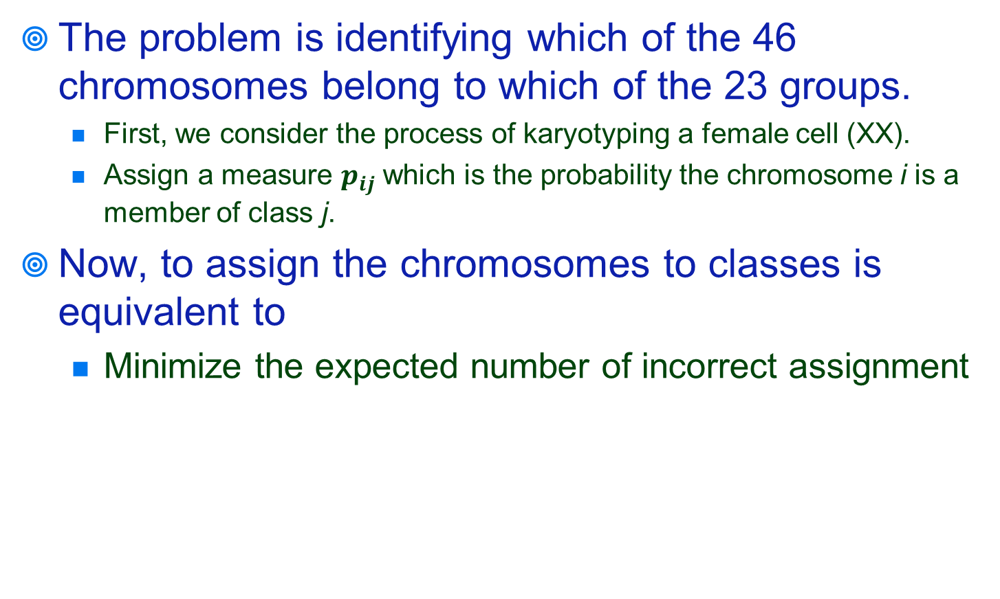 The problem is identifying which of the 46
chromosomes belong to which of the 23 groups.
First, we consider the process of karyotyping a female cell (XX).
Assign a measure p_{ij} which is the probability the chromosome i is a
member of class j.
Now, to assign the chromosomes to classes is
equivalent to
Minimize the expected number of incorrect assignment